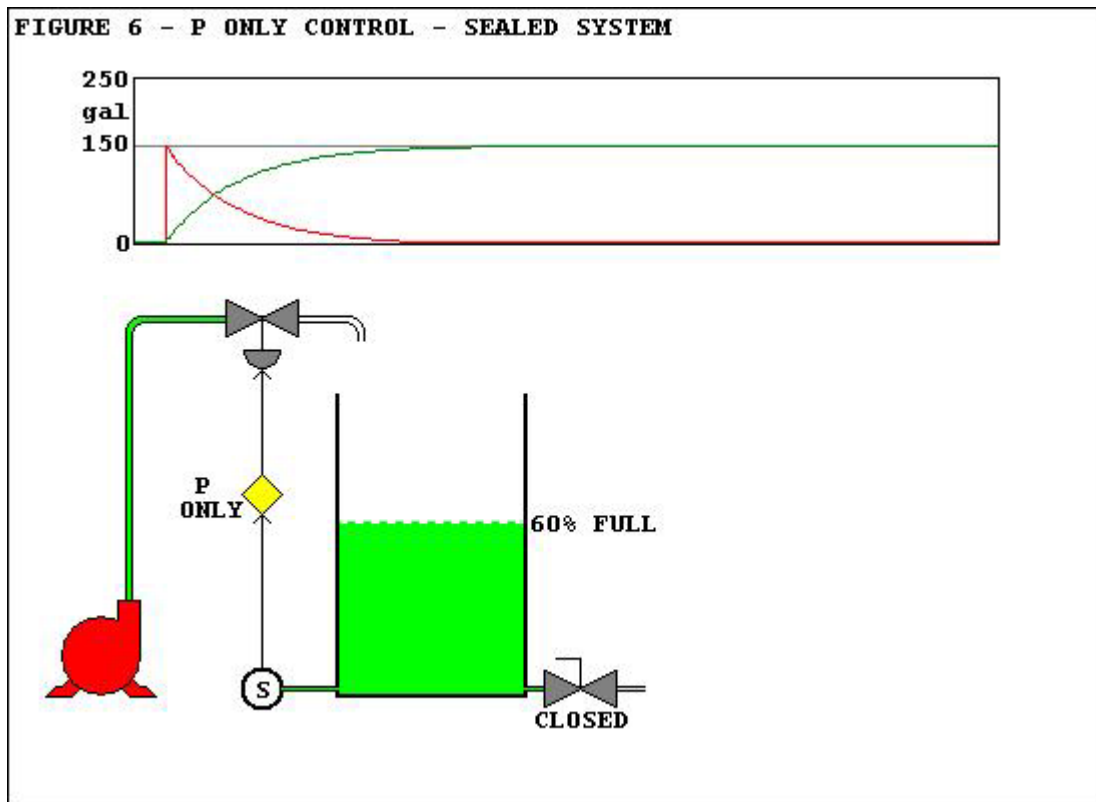 FIGURE 6 - P ONLY CONTROL - SEALED SYSTEM
250
gal
150
0
P
ONLY
60% FULL
S
CLOSED